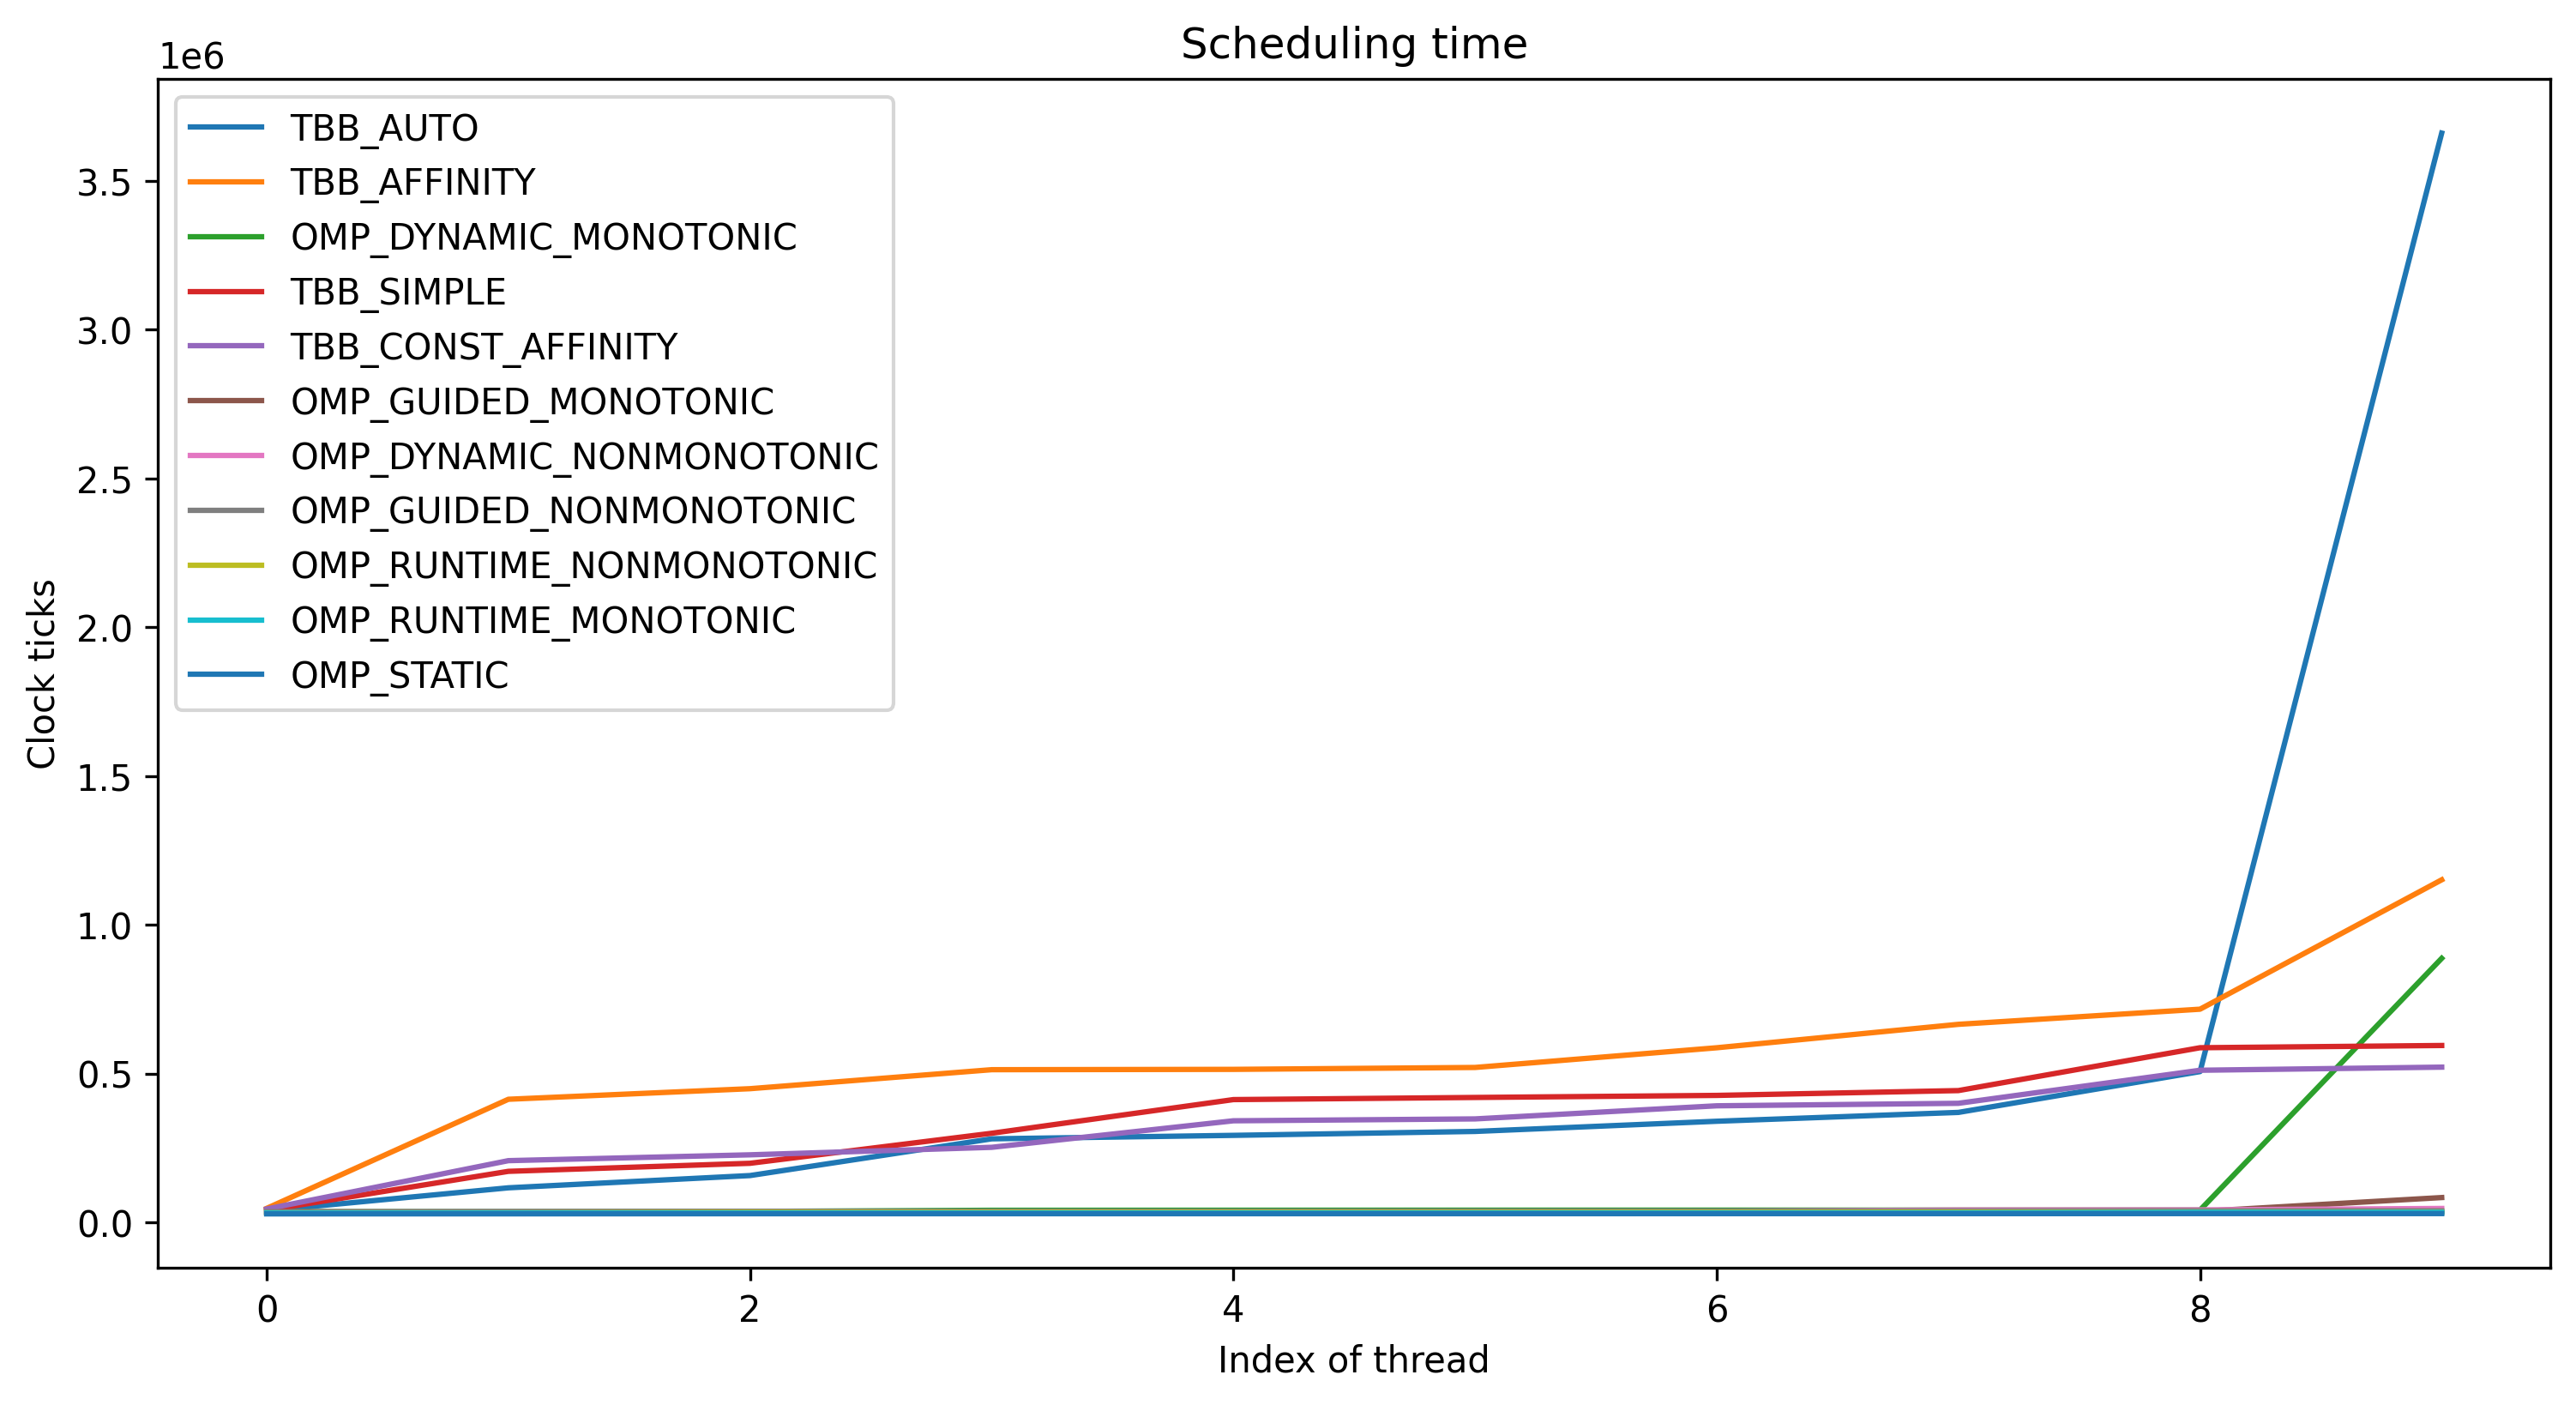 Scheduling time
1e6
TBB_AUTO
TBB_AFFINITY
OMP_DYNAMIC_MONOTONIC
TBB_SIMPLE
TBB_CONST_AFFINITY
OMP_GUIDED_MONOTONIC
OMP_DYNAMIC_NONMONOTONIC
OMP_GUIDED_NONMONOTONIC
OMP_RUNTIME_NONMONOTONIC
OMP_RUNTIME_MONOTONIC
OMP_STATIC
3.5
3.0
2.5
2.0
1.5
1.0
0.5
0.0
Clock ticks
0 2 4 6 8
Index of thread